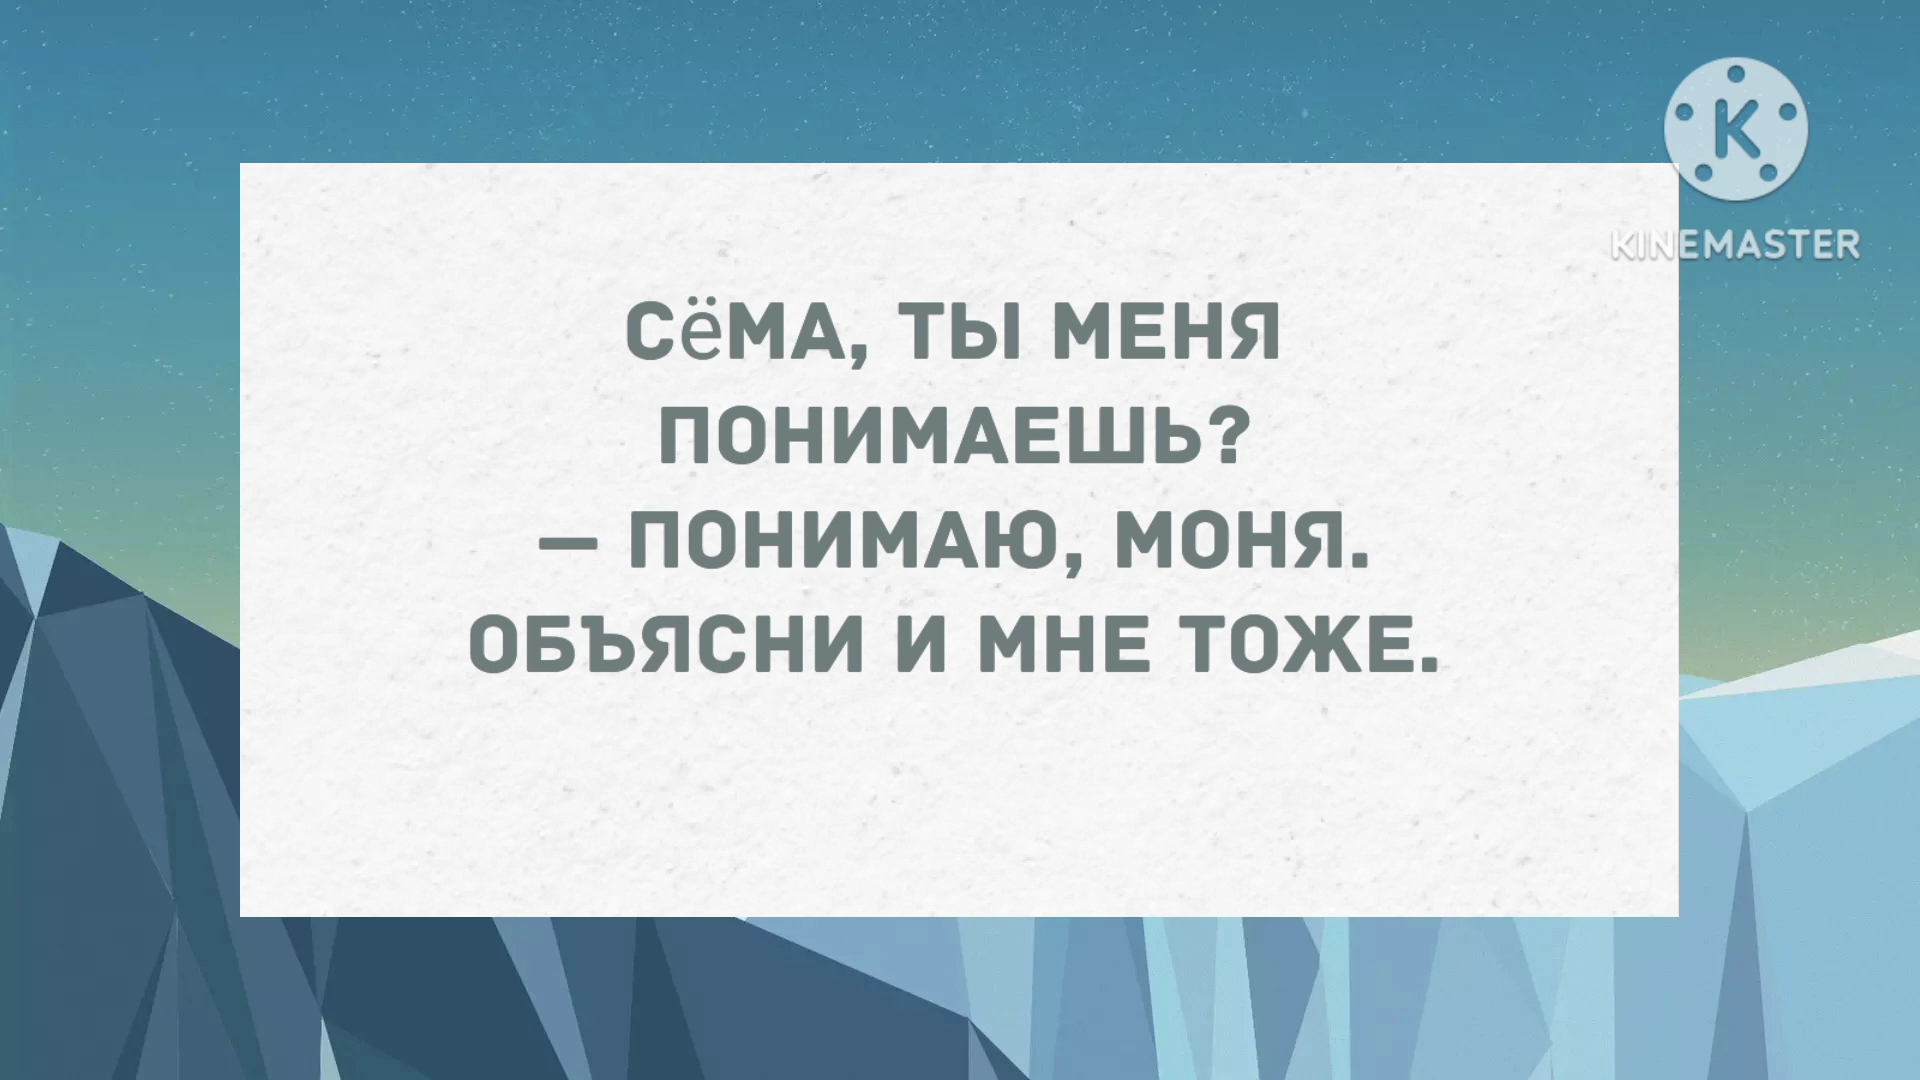 KINEMASTER
СёМА, ТЫ МЕНЯ
ПОНИМАЕШЬ?
— ПОНИМАЮ, МОНЯ.
ОБЪЯСНИ И МНЕ ТОЖЕ.